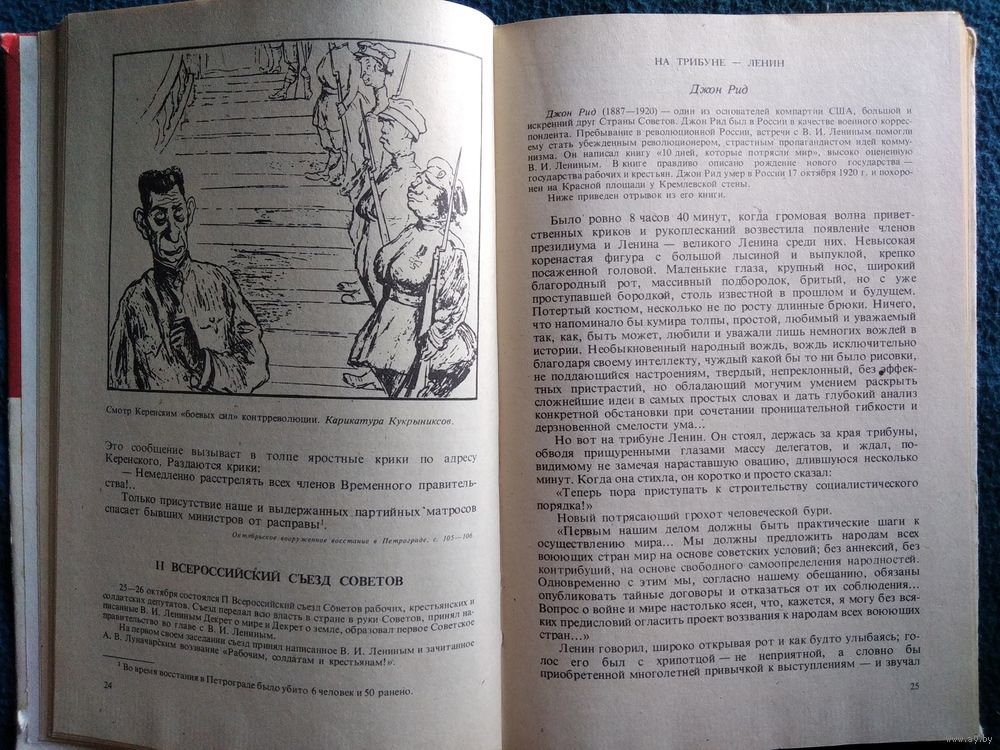 Смотр Керенским «боевых сил» контрреволюции. Карикатура Кукрыниксов.
Это сообщение вызывает в толпе яростные крики по адресу
Керенского. Раздаются крики:
— Немедленно расстрелять всех членов Временного правитель-
ства!..
Только присутствие наше и выдержанных партийных матросов
спасает бывших министров от расправы¹.
Октябрьское вооруженное восстание в Петрограде, с. 105—106.
II ВСЕРОССИЙСКИЙ СЪЕЗД СОВЕТОВ
25—26 октября состоялся II Всероссийский съезд Советов рабочих, крестьянских и
солдатских депутатов. Съезд передал всю власть в стране в руки Советов, принял на-
писанные В. И. Лениным Декрет о мире и Декрет о земле, образовал первое Советское
правительство во главе с В. И. Лениным.
На первом своем заседании съезд принял написанное В. И. Лениным и зачитанное
А. В. Луначарским воззвание «Рабочим, солдатам и крестьянам!».
¹ Во время восстания в Петрограде было убито 6 человек и 50 ранено.
24
НА ТРИБУНЕ — ЛЕНИН
Джон Рид
Джон Рид (1887—1920) — один из основателей компартии США, большой и
искренний друг Страны Советов. Джон Рид был в России в качестве военного коррес-
пондента. Пребывание в революционной России, встречи с В. И. Лениным помогли
ему стать убежденным революционером, страстным пропагандистом идей комму-
низма. Он написал книгу «10 дней, которые потрясли мир», высоко оцененную
В. И. Лениным. В книге правдиво описано рождение нового государства —
государства рабочих и крестьян. Джон Рид умер в России 17 октября 1920 г. и похоро-
нен на Красной площади у Кремлевской стены.
Ниже приведен отрывок из его книги.
Было ровно 8 часов 40 минут, когда громовая волна привет-
ственных криков и рукоплесканий возвестила появление членов
президиума и Ленина — великого Ленина среди них. Невысокая
коренастая фигура с большой лысиной и выпуклой, крепко
посаженной головой. Маленькие глаза, крупный нос, широкий
благородный рот, массивный подбородок, бритый, но с уже
проступавшей бородкой, столь известной в прошлом и будущем.
Потертый костюм, несколько не по росту длинные брюки. Ничего,
что напоминало бы кумира толпы, простой, любимый и уважаемый
так, как, быть может, любили и уважали лишь немногих вождей в
истории. Необыкновенный народный вождь, вождь исключительно
благодаря своему интеллекту, чуждый какой бы то ни было рисовки,
не поддающийся настроениям, твердый, непреклонный, без эффек-
тных пристрастий, но обладающий могучим умением раскрыть
сложнейшие идеи в самых простых словах и дать глубокий анализ
конкретной обстановки при сочетании проницательной гибкости и
дерзновенной смелости ума...
Но вот на трибуне Ленин. Он стоял, держась за края трибуны,
обводя прищуренными глазами массу делегатов, и ждал, по-
видимому не замечая нараставшую овацию, длившуюся несколько
минут. Когда она стихла, он коротко и просто сказал:
«Теперь пора приступать к строительству социалистического
порядка!»
Новый потрясающий грохот человеческой бури.
«Первым нашим делом должны быть практические шаги к
осуществлению мира... Мы должны предложить народам всех
воюющих стран мир на основе советских условий; без аннексий, без
контрибуций, на основе свободного самоопределения народностей.
Одновременно с этим мы, согласно нашему обещанию, обязаны
опубликовать тайные договоры и отказаться от их соблюдения...
Вопрос о войне и мире настолько ясен, что, кажется, я могу без вся-
ких предисловий огласить проект воззвания к народам всех воюющих
стран...»
Ленин говорил, широко открывая рот и как будто улыбаясь; го-
лос его был с хрипотцой — не неприятной, а словно бы
приобретенной многолетней привычкой к выступлениям — и звучал
25
www.ay.by